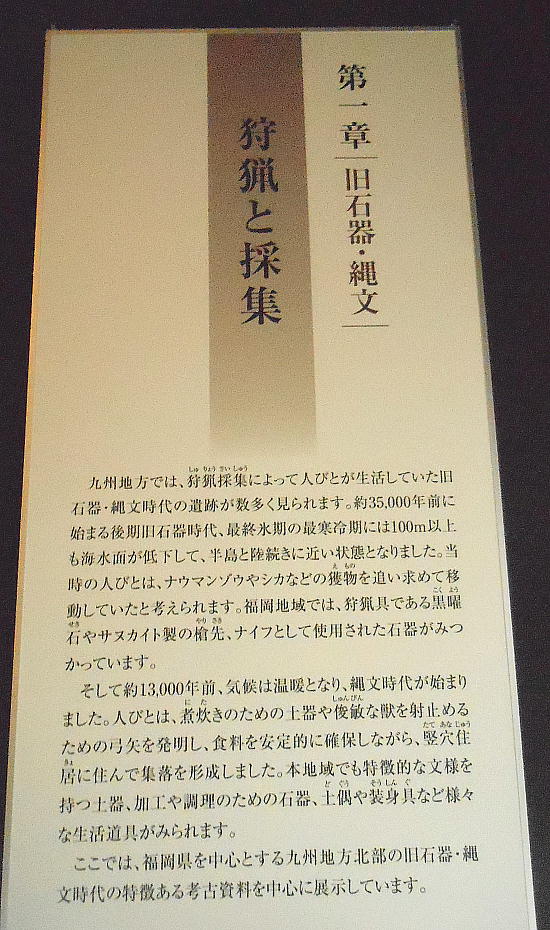 第一章 旧石器・縄文
狩猟と採集
九州地方では、狩猟採集によって人びとが生活していた旧
石器・縄文時代の遺跡が数多く見られます。約35,000年前に
始まる後期旧石器時代、最終氷期の最寒冷期には100m以上
も海水面が低下して、半島と陸続きに近い状態となりました。当
時の人びとは、ナウマンゾウやシカなどの獲物を追い求めて移
動していたと考えられます。福岡地域では、狩猟具である黒曜
石やサヌカイト製の槍先、ナイフとして使用された石器がみつ
かっています。
そして約13,000年前、気候は温暖となり、縄文時代が始まり
ました。人びとは、煮炊きのための土器や俊敏な獣を射止める
ための弓矢を発明し、食料を安定的に確保しながら、竪穴住
居に住んで集落を形成しました。本地域でも特徴的な文様を
持つ土器、加工や調理のための石器、土偶や装身具など様々
な生活道具がみられます。
ここでは、福岡県を中心とする九州地方北部の旧石器・縄
文時代の特徴ある考古資料を中心に展示しています。